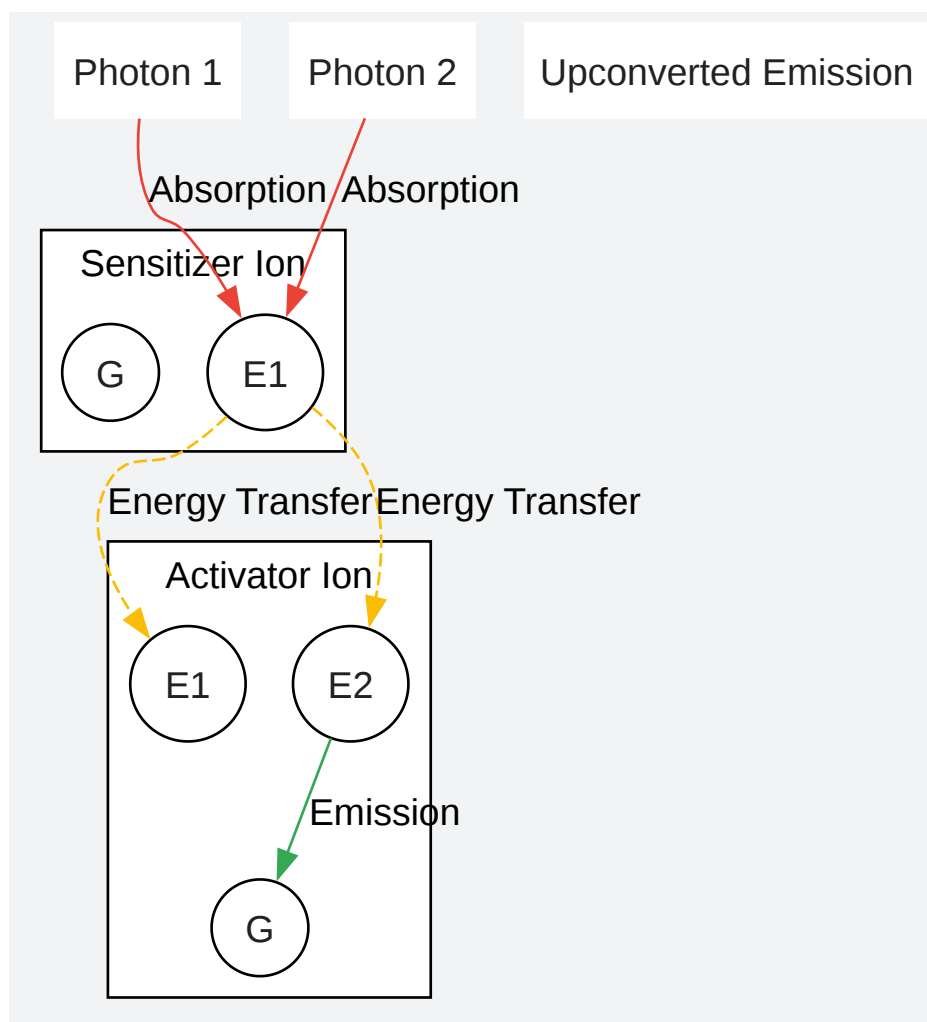 Photon 1
Photon 2
Upconverted Emission
Absorption
Absorption
Sensitizer Ion
G
E1
Energy Transfer
Energy Transfer
Activator Ion
E1
E2
Emission
G